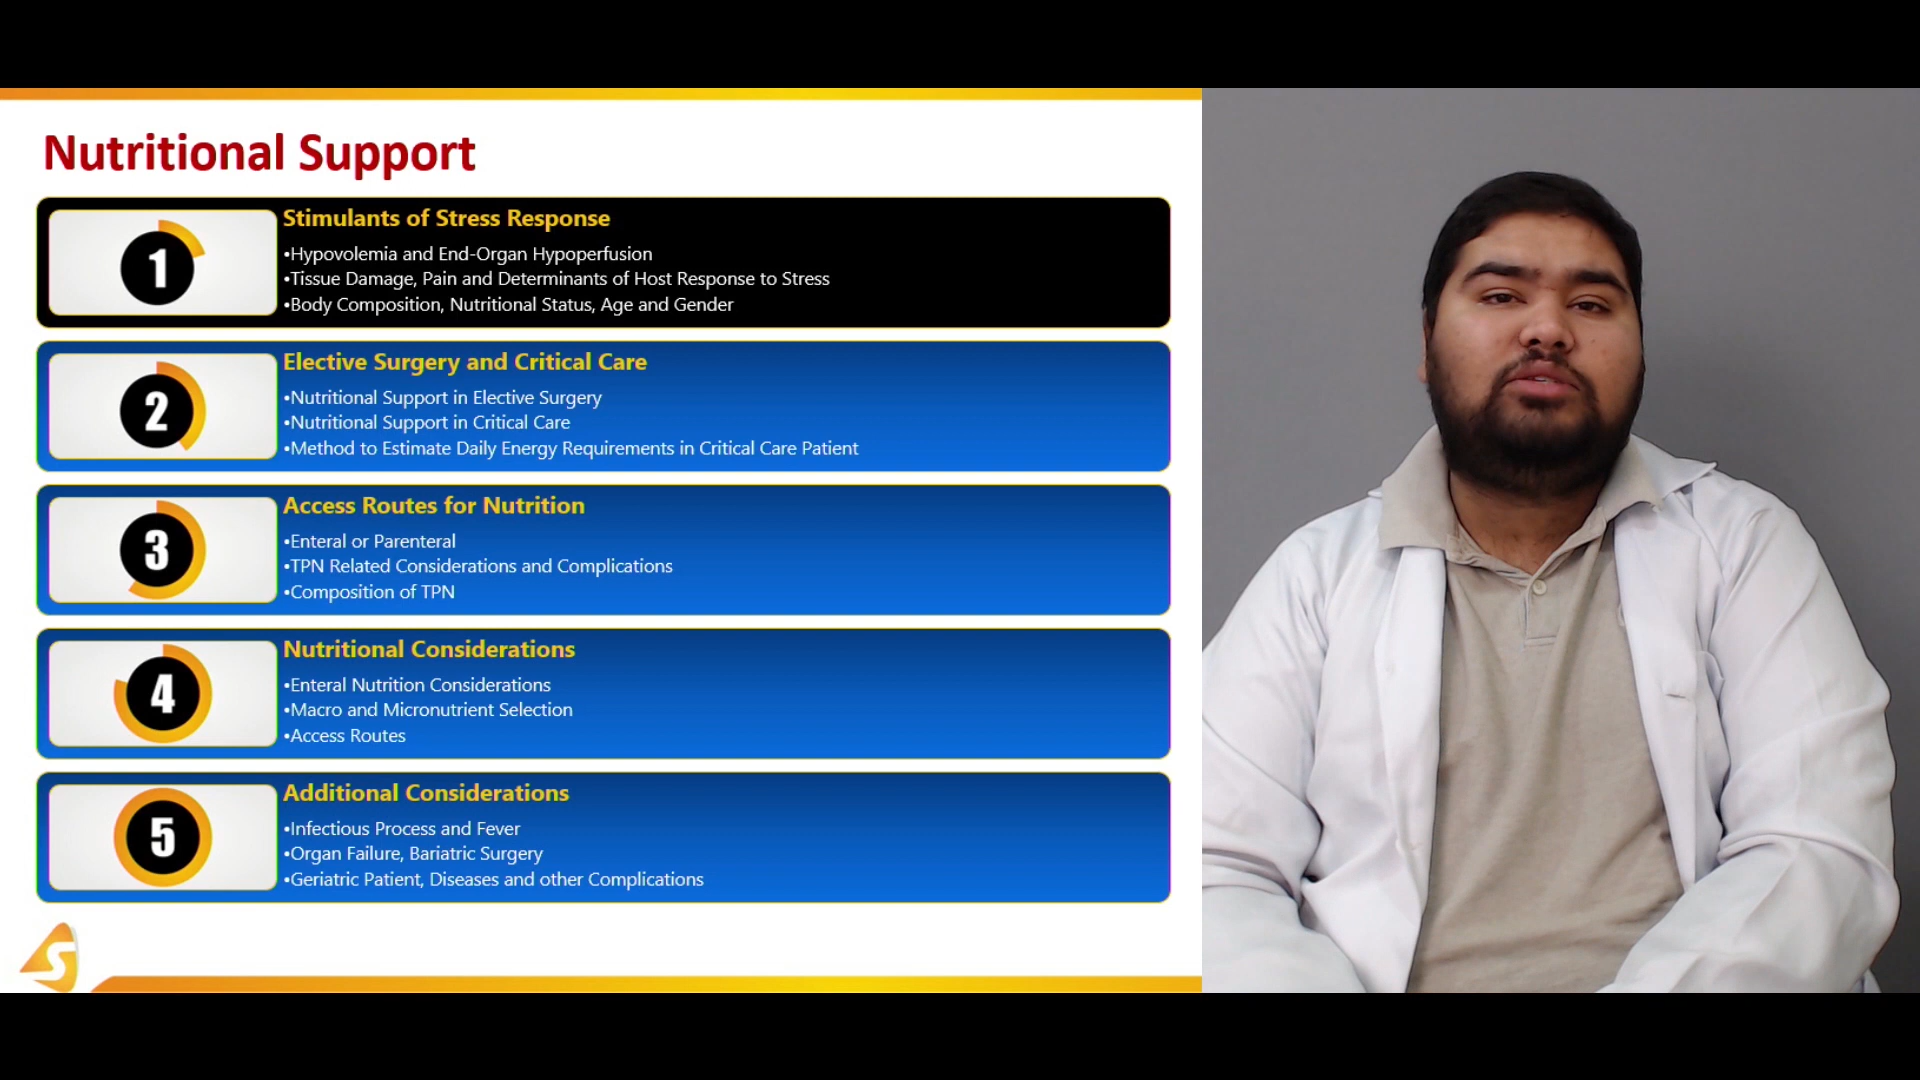 Nutritional Support
1
Stimulants of Stress Response
•Hypovolemia and End-Organ Hypoperfusion
•Tissue Damage, Pain and Determinants of Host Response to Stress
•Body Composition, Nutritional Status, Age and Gender
2
Elective Surgery and Critical Care
•Nutritional Support in Elective Surgery
•Nutritional Support in Critical Care
•Method to Estimate Daily Energy Requirements in Critical Care Patient
3
Access Routes for Nutrition
•Enteral or Parenteral
•TPN Related Considerations and Complications
•Composition of TPN
4
Nutritional Considerations
•Enteral Nutrition Considerations
•Macro and Micronutrient Selection
•Access Routes
5
Additional Considerations
•Infectious Process and Fever
•Organ Failure, Bariatric Surgery
•Geriatric Patient, Diseases and other Complications
S